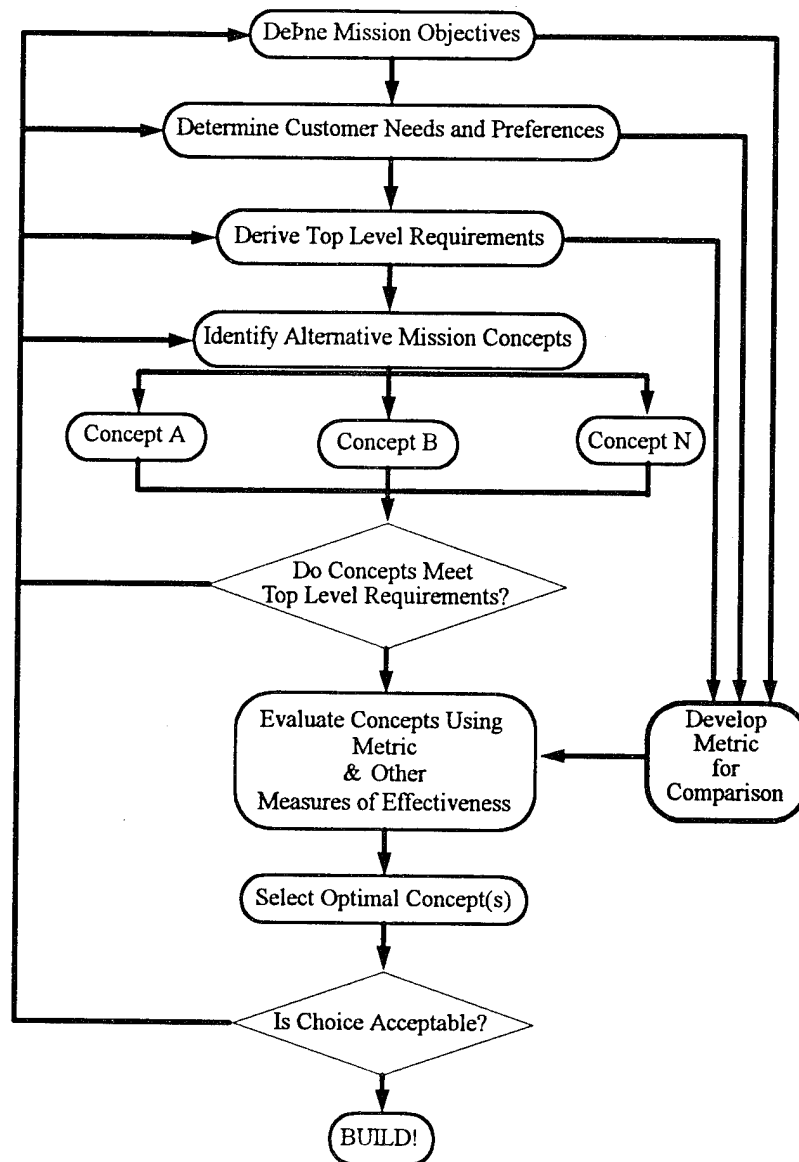 DeÞne Mission Objectives
Determine Customer Needs and Preferences
Derive Top Level Requirements
Identify Alternative Mission Concepts
Concept A
Concept B
Concept N
Do Concepts Meet
Top Level Requirements?
Evaluate Concepts Using
Metric
& Other
Measures of Effectiveness
Develop
Metric
for
Comparison
Select Optimal Concept(s)
Is Choice Acceptable?
BUILD!